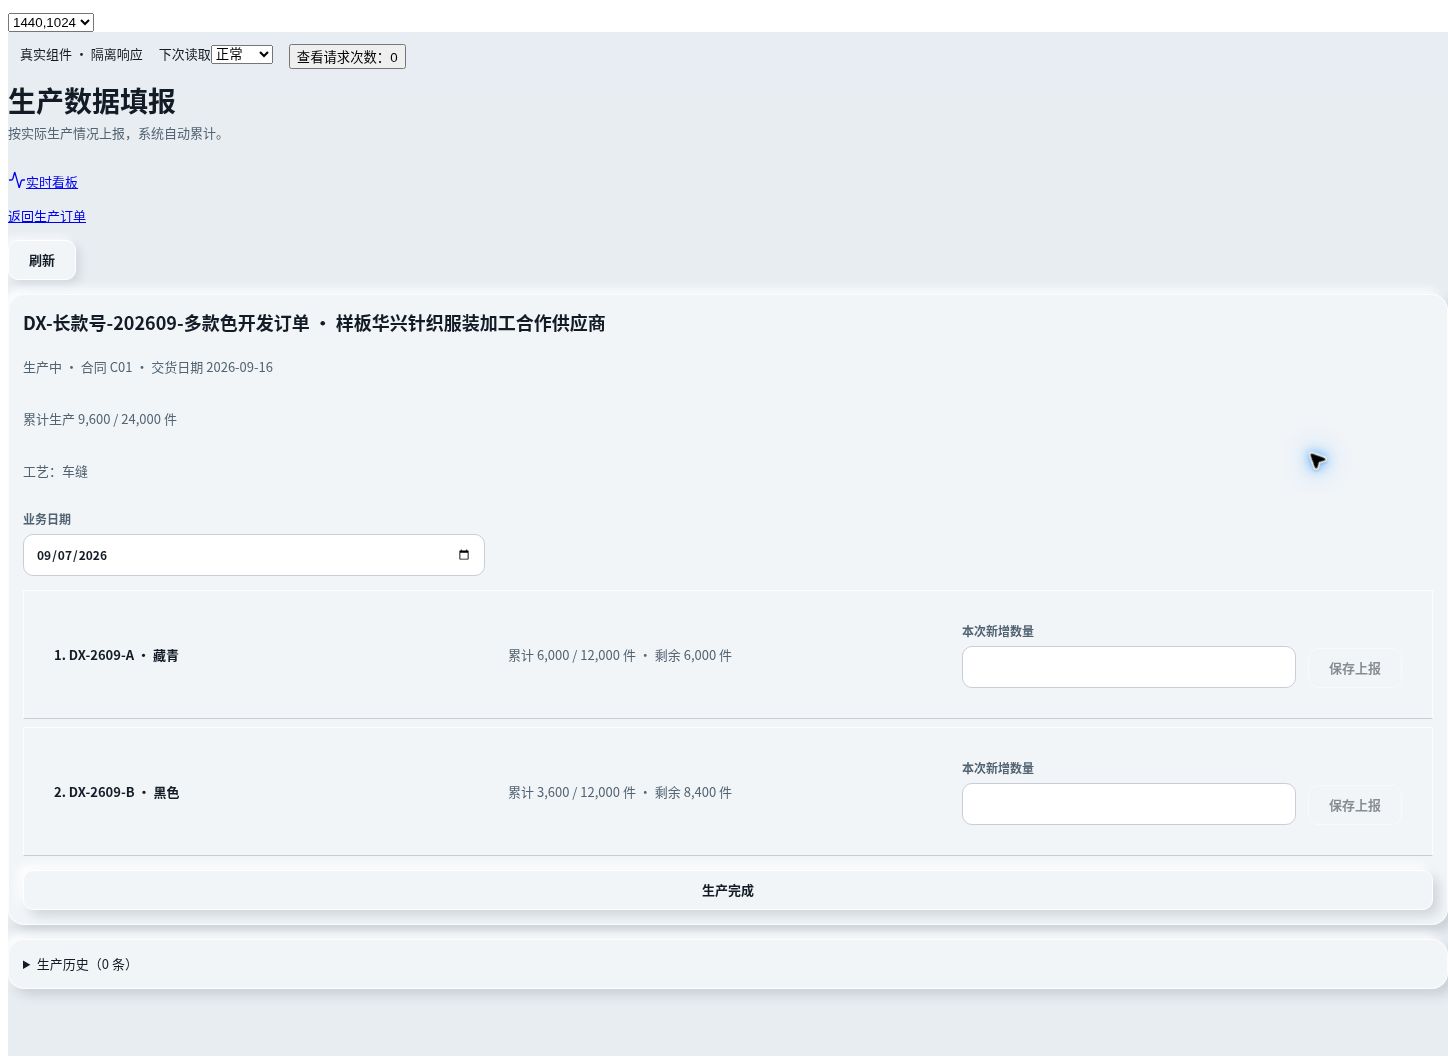 1440,1024
真实组件 · 隔离响应 下次读取 正常 查看请求次数：0
生产数据填报
按实际生产情况上报，系统自动累计。
实时看板
返回生产订单
刷新
DX-长款号-202609-多款色开发订单 · 样板华兴针织服装加工合作供应商
生产中 · 合同 C01 · 交货日期 2026-09-16
累计生产 9,600 / 24,000 件
工艺：车缝
业务日期
09/07/2026
本次新增数量
1. DX-2609-A · 藏青 累计 6,000 / 12,000 件 · 剩余 6,000 件 保存上报
本次新增数量
2. DX-2609-B · 黑色 累计 3,600 / 12,000 件 · 剩余 8,400 件 保存上报
生产完成
生产历史（0 条）